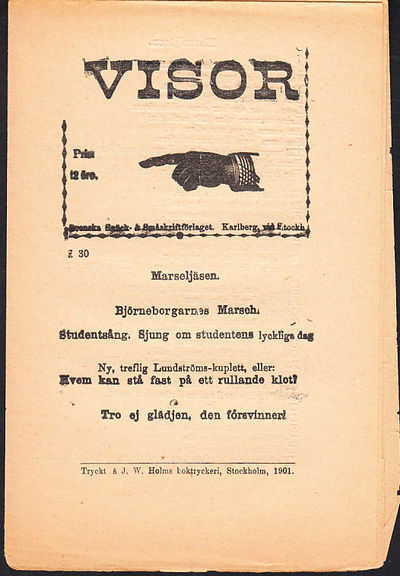 VISOR
Pris
12 öre.
Svenska Skäck- & Småskriftförlaget. Karlberg, vid Stockh.
№ 30
Marseljäsen.
Björneborgarnes Marsch.
Studentsång. Sjung om studentens lyckliga dag
Ny, treflig Lundströms-kuplett, eller:
Hvem kan stå fast på ett rullande klot?
Tro ej glädjen, den försvinner!
Tryckt å J. W. Holms boktryckeri, Stockholm, 1901.